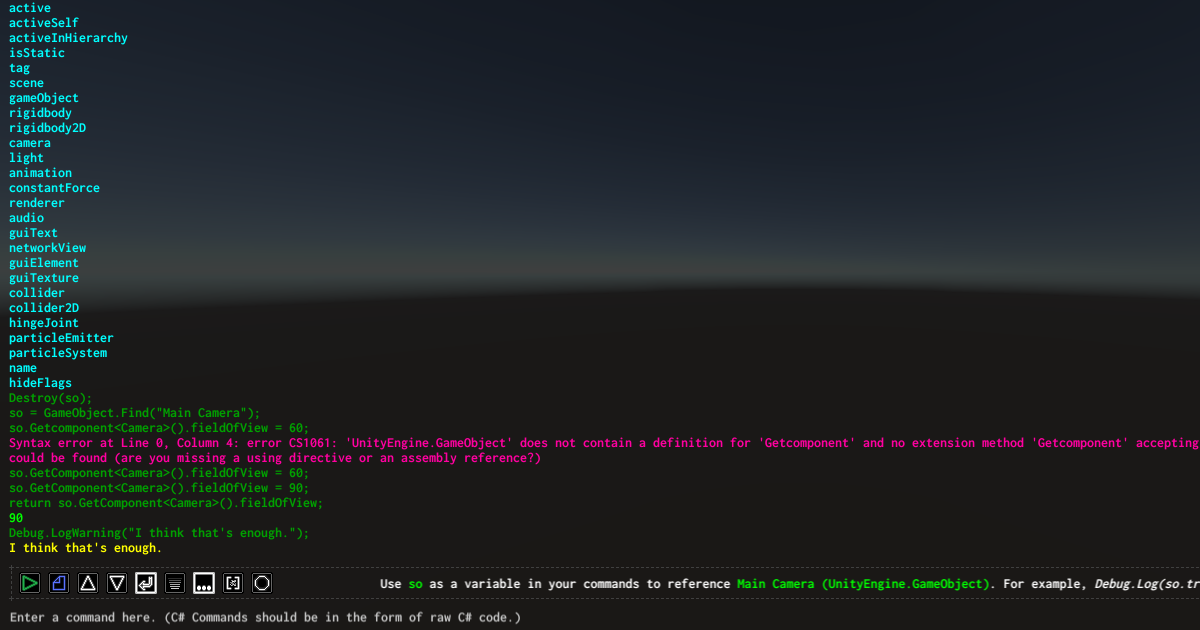 active
activeSelf
activeInHierarchy
isStatic
tag
scene
gameObject
rigidbody
rigidbody2D
camera
light
animation
constantForce
renderer
audio
guiText
networkView
guiElement
guiTexture
collider
collider2D
hingeJoint
particleEmitter
particleSystem
name
hideFlags
Destroy(so);
so = GameObject.Find("Main Camera");
so.Getcomponent<Camera>().fieldOfView = 60;
Syntax error at Line 0, Column 4: error CS1061: 'UnityEngine.GameObject' does not contain a definition for 'Getcomponent' and no extension method 'Getcomponent' accepting
could be found (are you missing a using directive or an assembly reference?)
so.GetComponent<Camera>().fieldOfView = 60;
so.GetComponent<Camera>().fieldOfView = 90;
return so.GetComponent<Camera>().fieldOfView;
90
Debug.LogWarning("I think that's enough.");
I think that's enough.
Use so as a variable in your commands to reference Main Camera (UnityEngine.GameObject). For example, Debug.Log(so.tr
Enter a command here. (C# Commands should be in the form of raw C# code.)